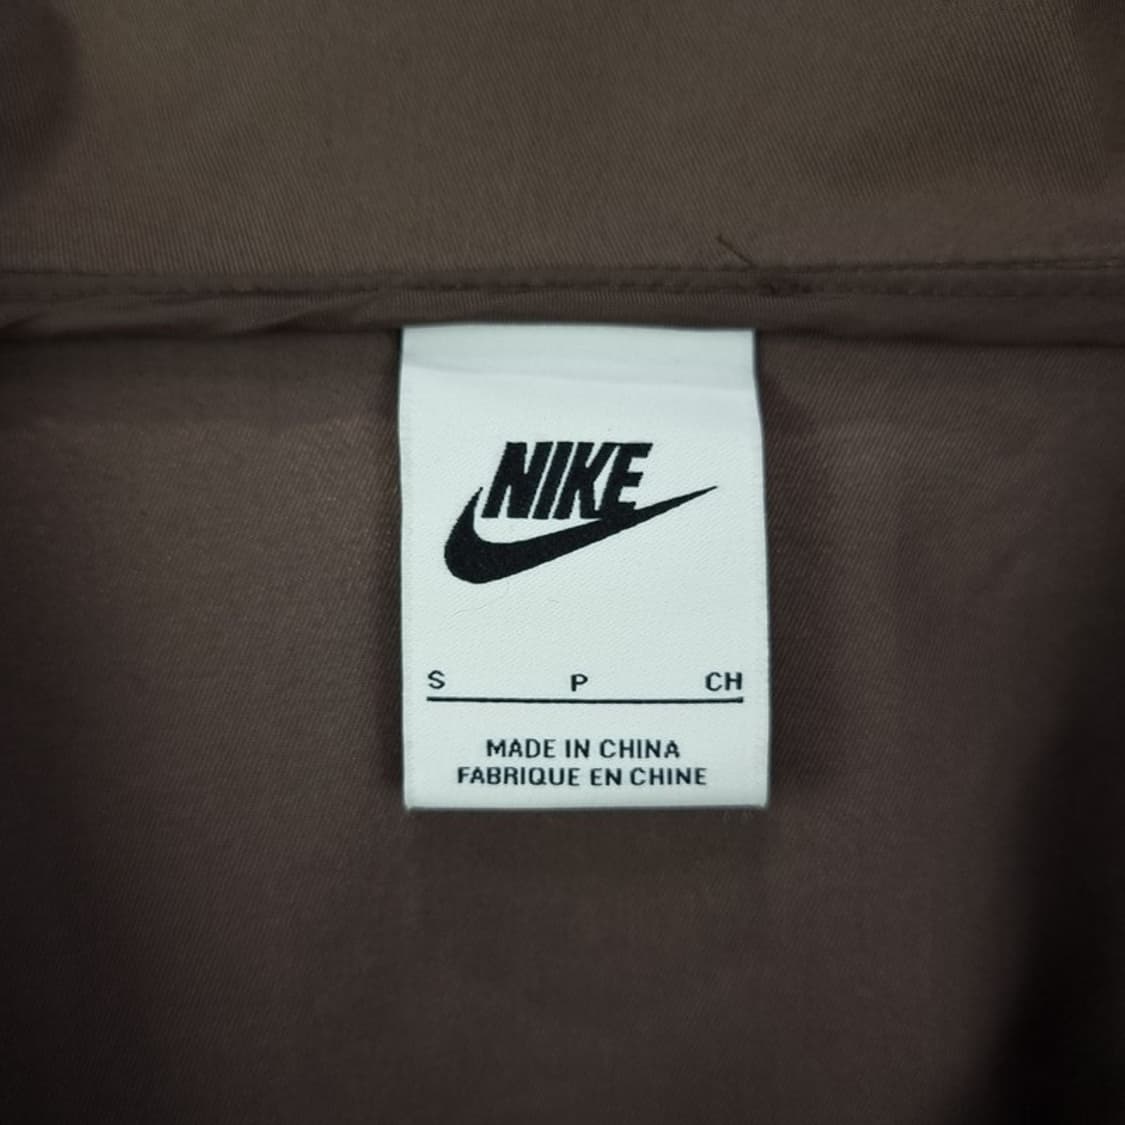 NIKE
S P CH
MADE IN CHINA
FABRIQUE EN CHINE